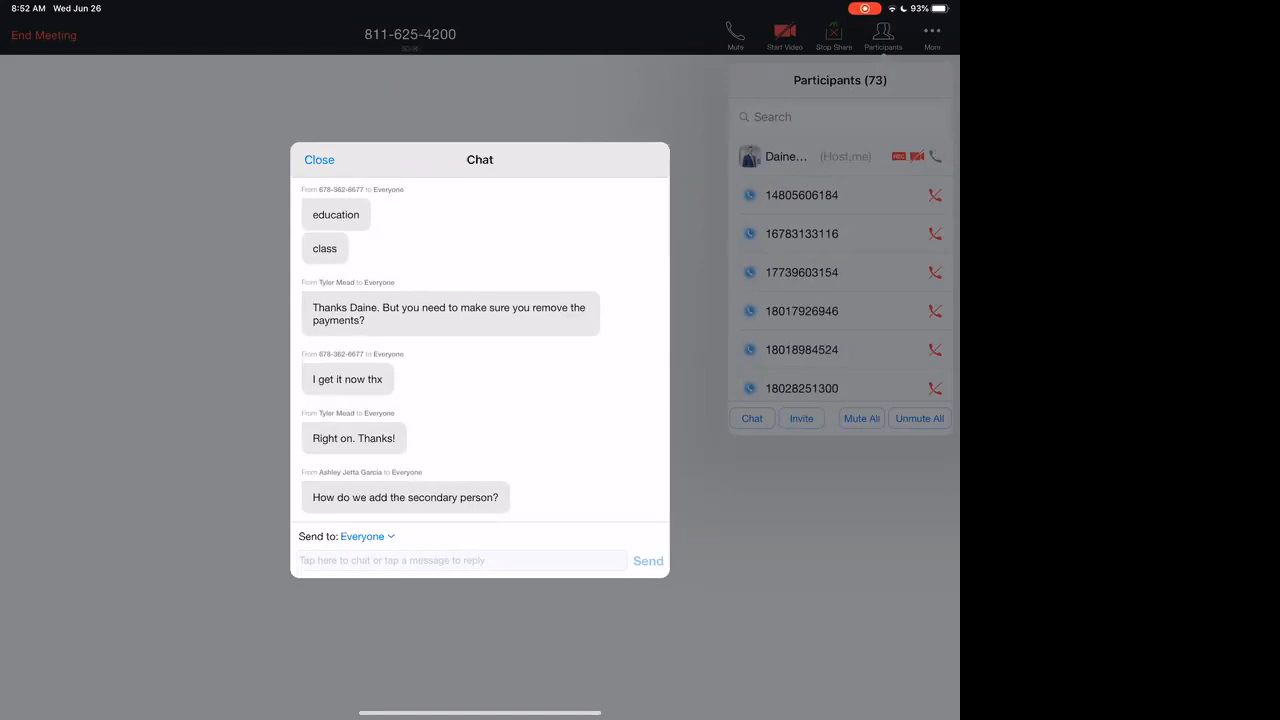 8:52 AM Wed Jun 26
93%
End Meeting
811-625-4200
Mute
Start Video
Stop Share
Participants
More
Participants (73)
Search
Daine... (Host,me)
REC
14805606184
16783133116
17739603154
18017926946
18018984524
18028251300
Chat
Invite
Mute All
Unmute All
Close
Chat
From 678-362-6677 to Everyone
education
class
From Tyler Mead to Everyone
Thanks Daine. But you need to make sure you remove the
payments?
From 678-362-6677 to Everyone
I get it now thx
From Tyler Mead to Everyone
Right on. Thanks!
From Ashley Jetta Garcia to Everyone
How do we add the secondary person?
Send to: Everyone
Tap here to chat or tap a message to reply
Send